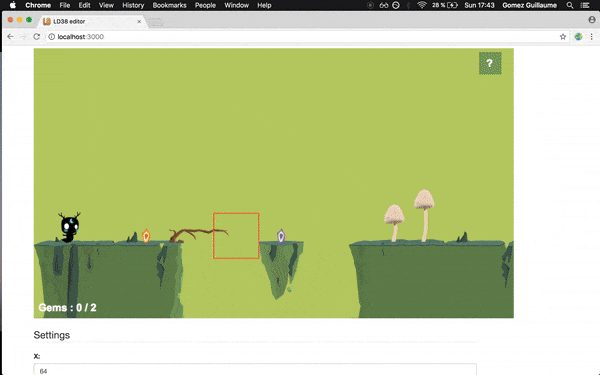 Chrome File Edit View History Bookmarks People Window Help 28 % Sun 17:43 Gomez Guillaume
LD38 editor
localhost:3000
?
Gems : 0 / 2
Settings
X:
64